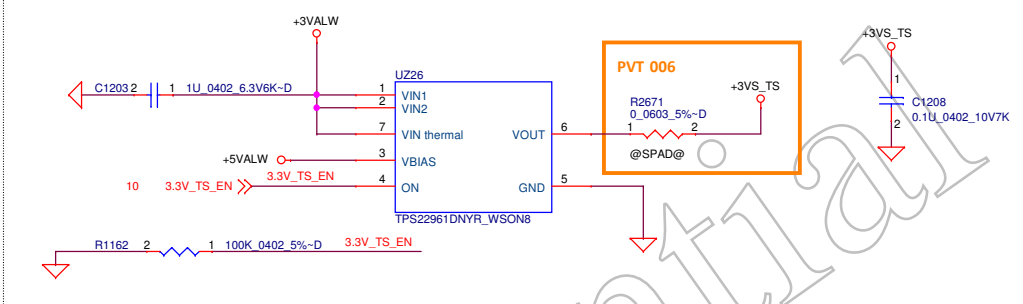 +3VALW
+3VS_TS
UZ26
PVT 006
C1203 2 1 1U_0402_6.3V6K~D
1 VIN1
2 VIN2
R2671
0_0603_5%~D
+3VS_TS
1
C1208
0.1U_0402_10V7K
2
7 VIN thermal VOUT 6 1 2
@SPAD@
+5VALW 3 VBIAS
10 3.3V_TS_EN 3.3V_TS_EN 4 ON GND 5
TPS22961DNYR_WSON8
R1162 2 1 100K_0402_5%~D 3.3V_TS_EN
ntial